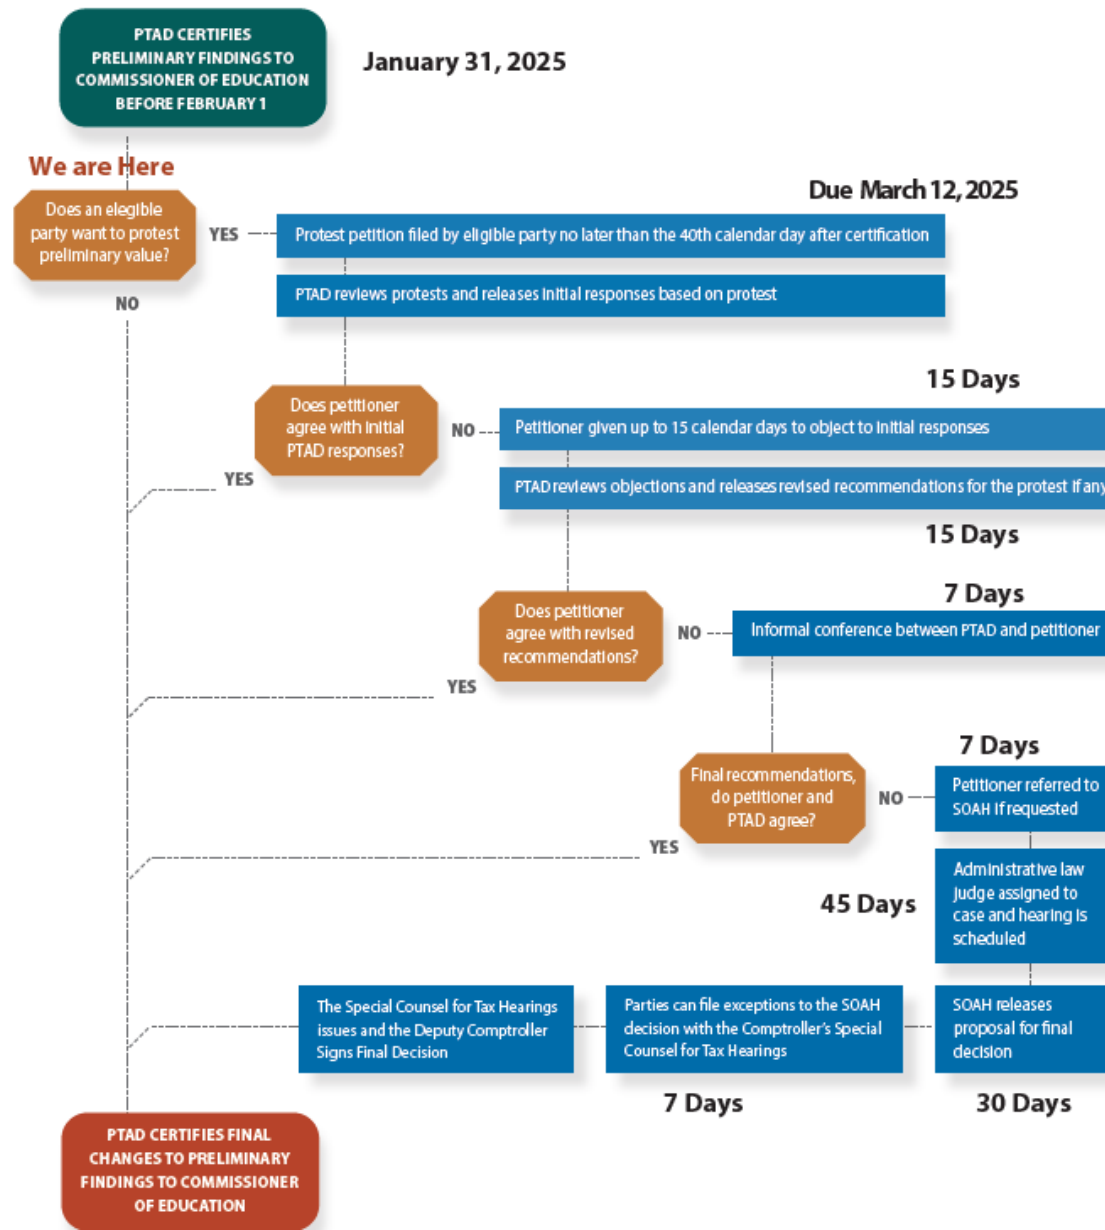 PTAD CERTIFIES
PRELIMINARY FINDINGS TO
COMMISSIONER OF EDUCATION
BEFORE FEBRUARY 1
January 31, 2025
We are Here
Due March 12, 2025
Does an elegible
party want to protest
preliminary value?
YES
Protest petition filed by eligible party no later than the 40th calendar day after certification
PTAD reviews protests and releases initial responses based on protest
NO
15 Days
Does petitioner
agree with initial
PTAD responses?
NO
Petitioner given up to 15 calendar days to object to initial responses
YES
PTAD reviews objections and releases revised recommendations for the protest if any
15 Days
7 Days
Does petitioner
agree with revised
recommendations?
NO
Informal conference between PTAD and petitioner
YES
7 Days
Final recommendations,
do petitioner and
PTAD agree?
NO
Petitioner referred to
SOAH if requested
YES
45 Days
Administrative law
judge assigned to
case and hearing is
scheduled
The Special Counsel for Tax Hearings
issues and the Deputy Comptroller
Signs Final Decision
Parties can file exceptions to the SOAH
decision with the Comptroller's Special
Counsel for Tax Hearings
SOAH releases
proposal for final
decision
7 Days
30 Days
PTAD CERTIFIES FINAL
CHANGES TO PRELIMINARY
FINDINGS TO COMMISSIONER
OF EDUCATION